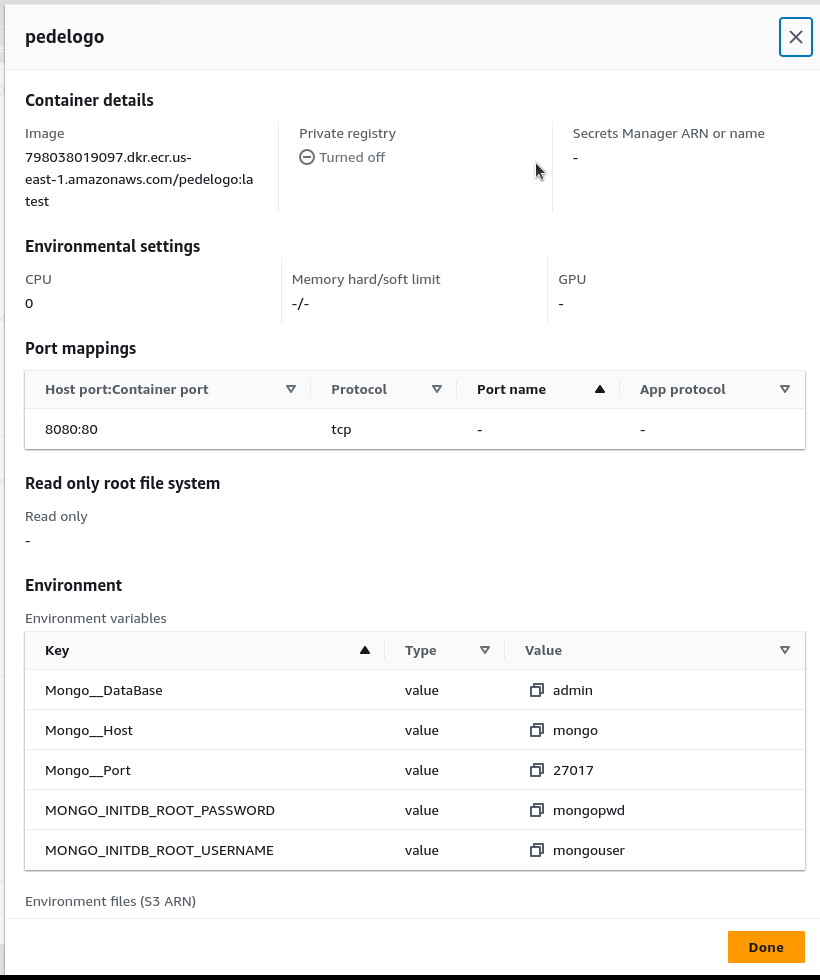 pedelogo
Container details
Image
798038019097.dkr.ecr.us-
east-1.amazonaws.com/pedelogo:la
test
Private registry
Turned off
Secrets Manager ARN or name
-
Environmental settings
CPU
0
Memory hard/soft limit
-/-
GPU
-
Port mappings
Host port:Container port Protocol Port name App protocol
8080:80 tcp - -
Read only root file system
Read only
-
Environment
Environment variables
Key Type Value
Mongo__DataBase value admin
Mongo__Host value mongo
Mongo__Port value 27017
MONGO_INITDB_ROOT_PASSWORD value mongopwd
MONGO_INITDB_ROOT_USERNAME value mongouser
Environment files (S3 ARN)
Done